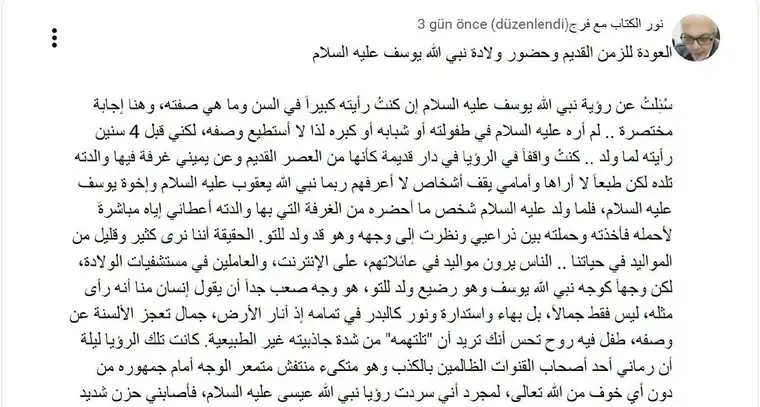 نور الكتاب مع فرج 3 gün önce (düzenlendi)
العودة للزمن القديم وحضور ولادة نبي الله يوسف عليه السلام
سُئِلتُ عن رؤية نبي الله يوسف عليه السلام إن كنتُ رأيته كبيراً في السن وما هي صفته، وهنا إجابة
مختصرة .. لم أره عليه السلام في طفولته أو شبابه أو كبره لذا لا أستطيع وصفه، لكني قبل 4 سنين
رأيته لما ولد .. كنتُ واقفاً في الرؤيا في دار قديمة كأنها من العصر القديم وعن يميني غرفة فيها والدته
تلده لكن طبعاً لا أراها وأمامي يقف أشخاص لا أعرفهم ربما نبي الله يعقوب عليه السلام وإخوة يوسف
عليه السلام، فلما ولد عليه السلام شخص ما أحضره من الغرفة التي بها والدته أعطاني إياه مباشرةً
لأحمله فأخذته وحملته بين ذراعيي ونظرت إلى وجهه وهو قد ولد للتو. الحقيقة أننا نرى كثير وقليل من
المواليد في حياتنا .. الناس يرون مواليد في عائلاتهم، على الإنترنت، والعاملين في مستشفيات الولادة،
لكن وجهاً كوجه نبي الله يوسف وهو رضيع ولد للتو، هو وجه صعب جداً أن يقول إنسان منا أنه رأى
مثله، ليس فقط جمالاً، بل بهاء واستدارة ونور كالبدر في تمامه إذ أنار الأرض، جمال تعجز الألسنة عن
وصفه، طفل فيه روح تحس أنك تريد أن "تلتهمه" من شدة جاذبيته غير الطبيعية. كانت تلك الرؤيا ليلة
أن رماني أحد أصحاب القنوات الظالمين بالكذب وهو متكىء منتفش متمعر الوجه أمام جمهوره من
دون أي خوف من الله تعالى، لمجرد أني سردت رؤيا نبي الله عيسى عليه السلام، فأصابني حزن شديد